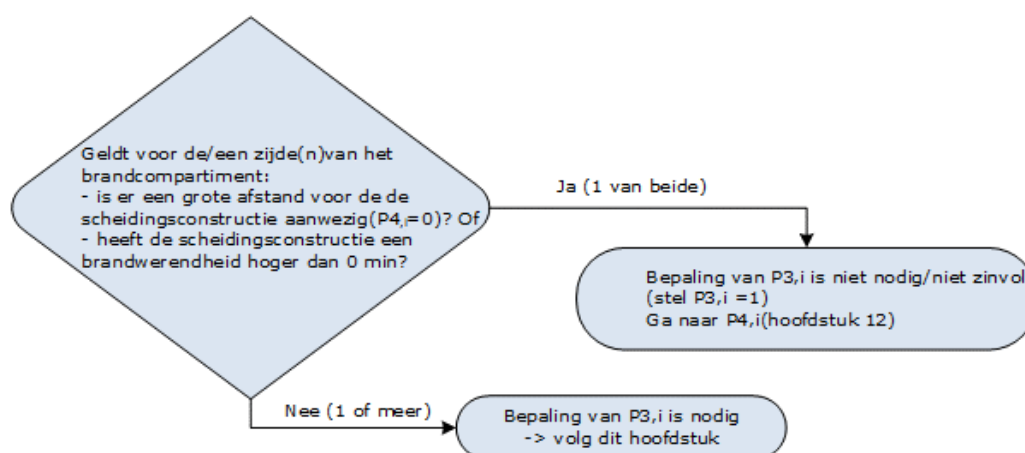 Geldt voor de/een zijde(n)van het
brandcompartiment:
- is er een grote afstand voor de de
scheidingsconstructie aanwezig(P4,i=0)? Of
- heeft de scheidingsconstructie een
brandwerendheid hoger dan 0 min?
Ja (1 van beide)
Bepaling van P3,i is niet nodig/niet zinvol
(stel P3,i =1)
Ga naar P4,i(hoofdstuk 12)
Nee (1 of meer)
Bepaling van P3,i is nodig
-> volg dit hoofdstuk